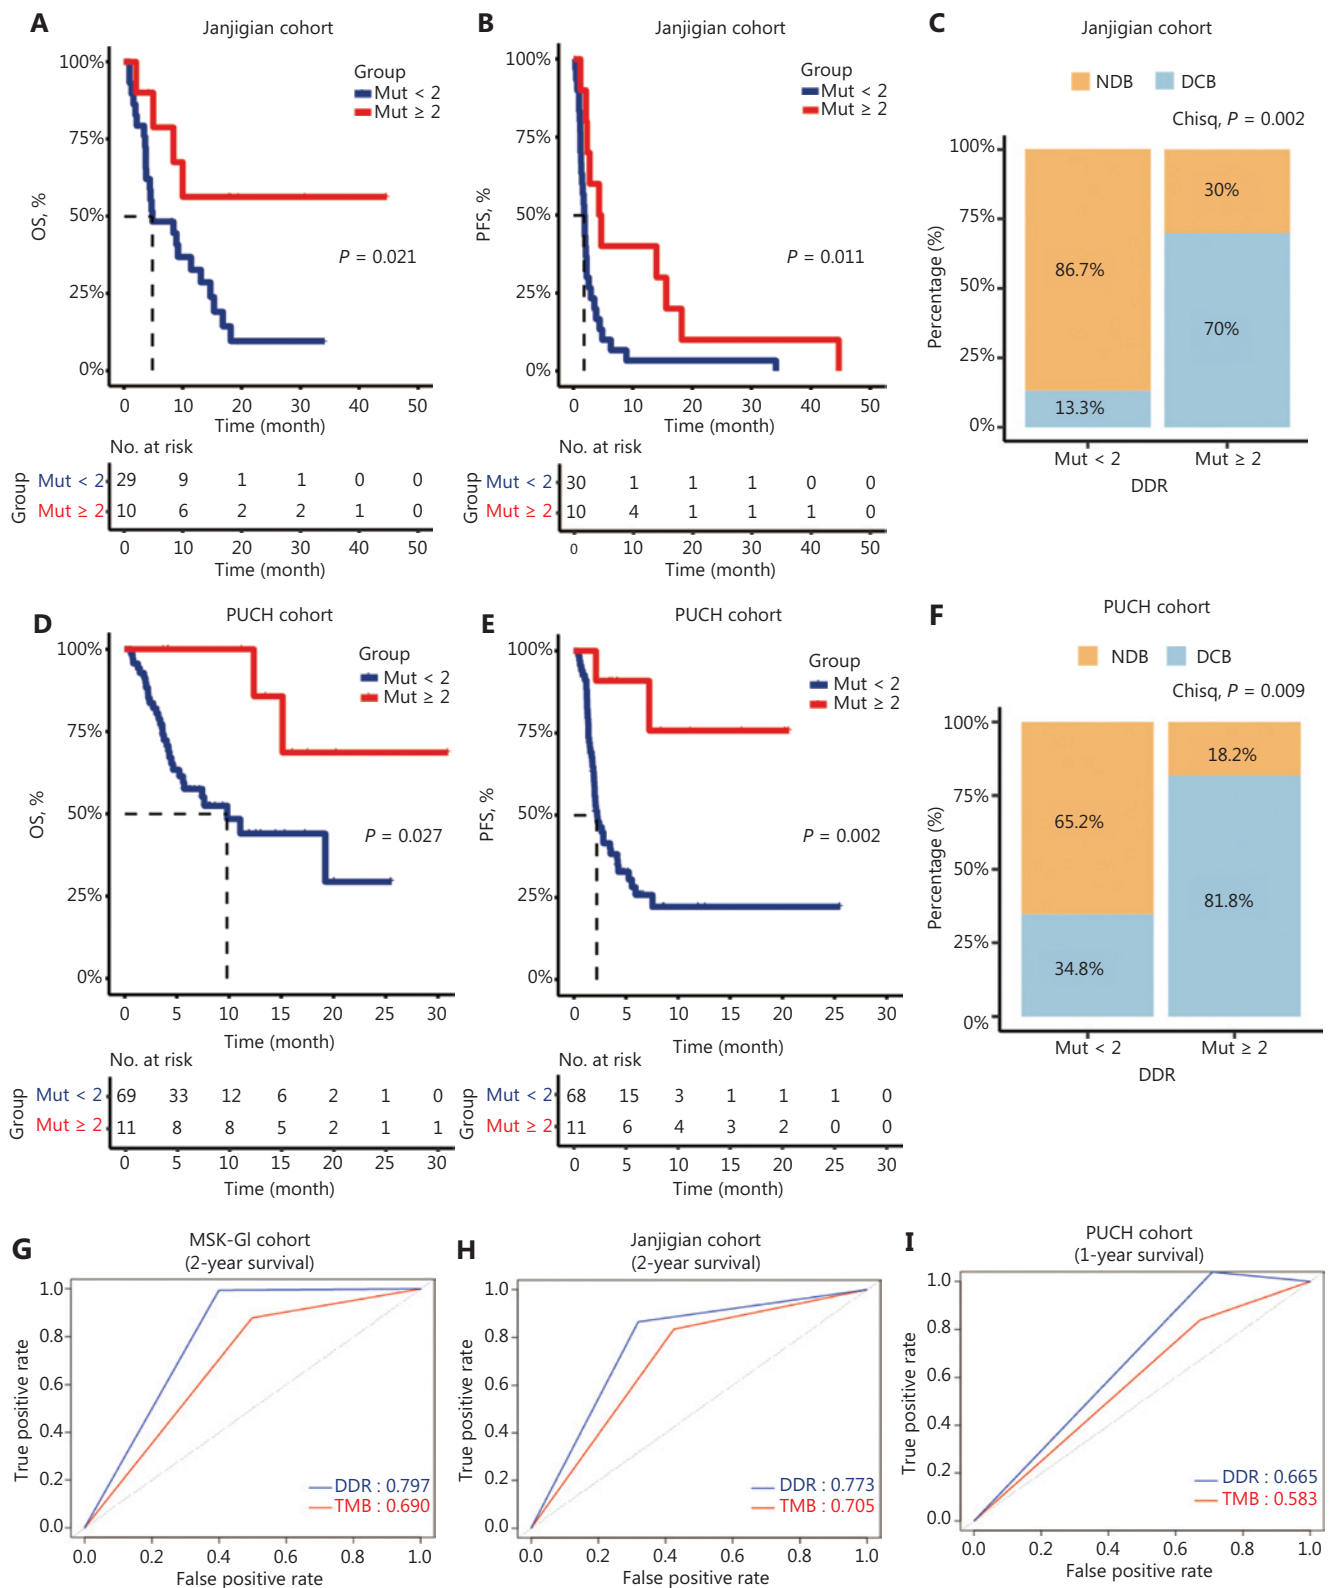 A
Janjigian cohort
100%
75%
50%
25%
0%
OS, %
Group
Mut < 2
Mut ≥ 2
P = 0.021
0 10 20 30 40 50
Time (month)
No. at risk
Group
Mut < 2 29 9 1 1 0 0
Mut ≥ 2 10 6 2 2 1 0
0 10 20 30 40 50
Time (month)
B
Janjigian cohort
100%
75%
50%
25%
0%
PFS, %
Group
Mut < 2
Mut ≥ 2
P = 0.011
0 10 20 30 40 50
Time (month)
No. at risk
Group
Mut < 2 30 1 1 1 0 0
Mut ≥ 2 10 4 1 1 1 0
0 10 20 30 40 50
Time (month)
C
Janjigian cohort
NDB DCB
Chisq, P = 0.002
100%
75%
50%
25%
0%
Percentage (%)
86.7%
13.3%
30%
70%
Mut < 2 Mut ≥ 2
DDR
D
PUCH cohort
100%
75%
50%
25%
0%
OS, %
Group
Mut < 2
Mut ≥ 2
P = 0.027
0 5 10 15 20 25 30
Time (month)
No. at risk
Group
Mut < 2 69 33 12 6 2 1 0
Mut ≥ 2 11 8 8 5 2 1 1
0 5 10 15 20 25 30
Time (month)
E
PUCH cohort
100%
75%
50%
25%
0%
PFS, %
Group
Mut < 2
Mut ≥ 2
P = 0.002
0 5 10 15 20 25 30
Time (month)
No. at risk
Group
Mut < 2 68 15 3 1 1 1 0
Mut ≥ 2 11 6 4 3 2 0 0
0 5 10 15 20 25 30
Time (month)
F
PUCH cohort
NDB DCB
Chisq, P = 0.009
100%
75%
50%
25%
0%
Percentage (%)
65.2%
34.8%
18.2%
81.8%
Mut < 2 Mut ≥ 2
DDR
G
MSK-GI cohort
(2-year survival)
1.0
0.8
0.6
0.4
0.2
0.0
True positive rate
DDR : 0.797
TMB : 0.690
0.0 0.2 0.4 0.6 0.8 1.0
False positive rate
H
Janjigian cohort
(2-year survival)
1.0
0.8
0.6
0.4
0.2
0.0
True positive rate
DDR : 0.773
TMB : 0.705
0.0 0.2 0.4 0.6 0.8 1.0
False positive rate
I
PUCH cohort
(1-year survival)
1.0
0.8
0.6
0.4
0.2
0.0
True positive rate
DDR : 0.665
TMB : 0.583
0.0 0.2 0.4 0.6 0.8 1.0
False positive rate